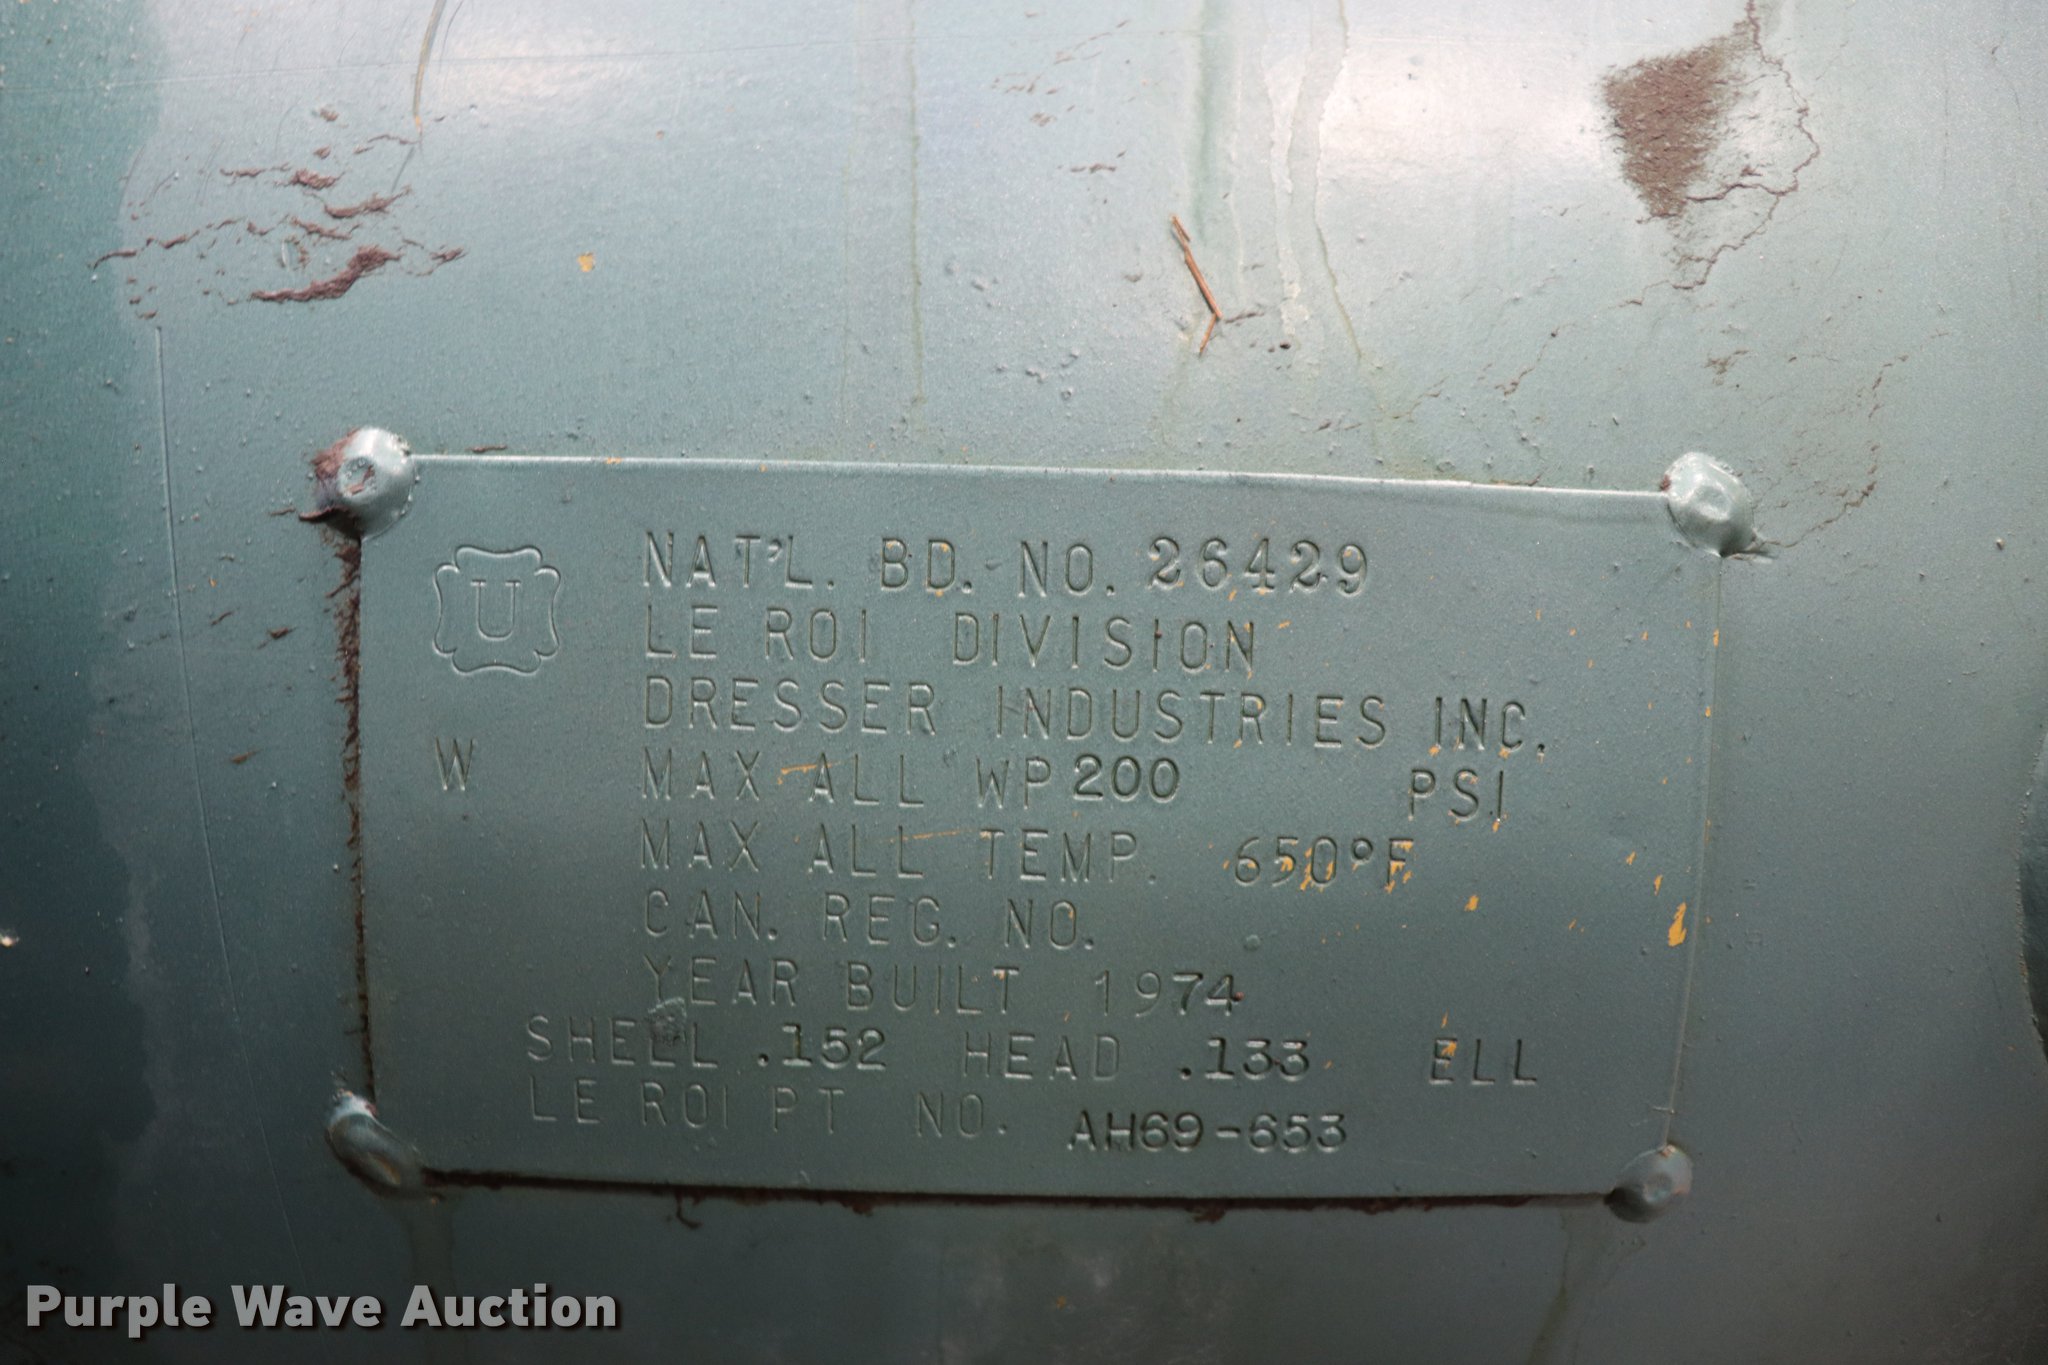 U
NAT'L. BD. NO. 26429
LE ROI DIVISION
DRESSER INDUSTRIES INC.
W MAX ALL WP 200 PSI
MAX ALL TEMP. 650°F
CAN. REG. NO.
YEAR BUILT 1974
SHELL .152 HEAD .133 ELL
LE ROI PT NO. AH69-653
Purple Wave Auction